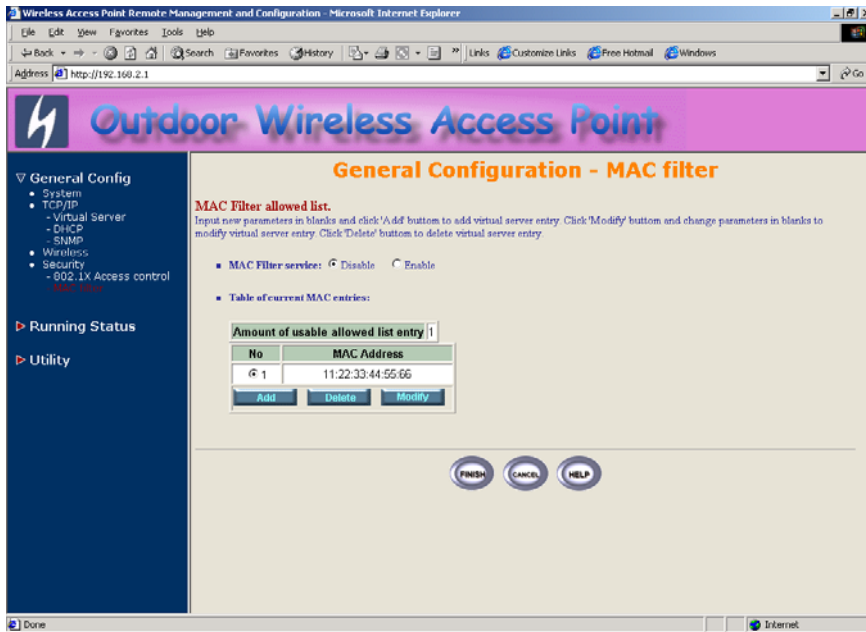 Wireless Access Point Remote Management and Configuration - Microsoft Internet Explorer
File Edit View Favorites Tools Help
Back Search Favorites History Links Customize Links Free Hotmail Windows
Address http://192.168.2.1 Go
Outdoor Wireless Access Point
General Config
System
TCP/IP
- Virtual Server
- DHCP
- SNMP
Wireless
Security
- 802.1X Access control
- MAC filter
Running Status
Utility
General Configuration - MAC filter
MAC Filter allowed list.
Input new parameters in blanks and click 'Add' buttom to add virtual server entry. Click 'Modify' buttom and change parameters in blanks to
modify virtual server entry. Click 'Delete' buttom to delete virtual server entry.
MAC Filter service: Disable Enable
Table of current MAC entries:
Amount of usable allowed list entry 1
No MAC Address
1 11:22:33:44:55:66
Add Delete Modify
FINISH CANCEL HELP
Done Internet